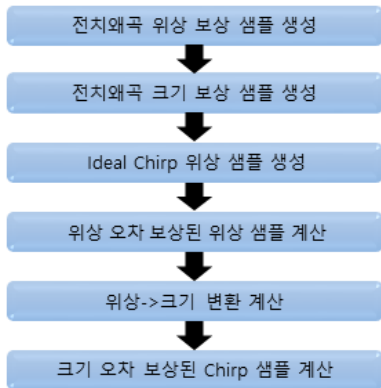 전치왜곡 위상 보상 샘플 생성
전치왜곡 크기 보상 샘플 생성
Ideal Chirp 위상 샘플 생성
위상 오차 보상된 위상 샘플 계산
위상->크기 변환 계산
크기 오차 보상된 Chirp 샘플 계산